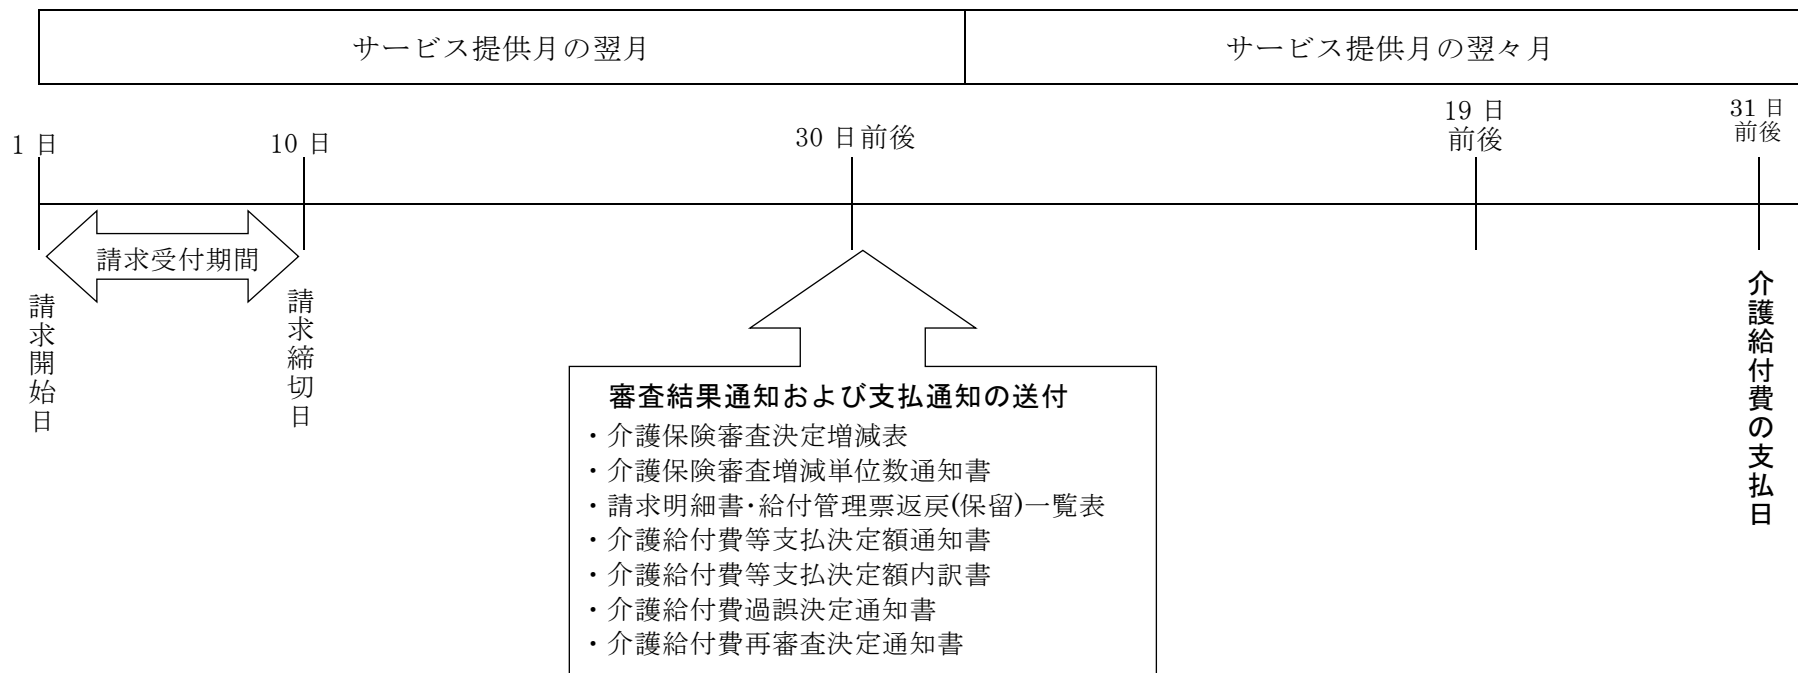 サービス提供月の翌月
サービス提供月の翌々月
1 日
10 日
30 日前後
19 日
前後
31 日
前後
請求受付期間
請求開始日
請求締切日
介護給付費の支払日
審査結果通知および支払通知の送付
・介護保険審査決定増減表
・介護保険審査増減単位数通知書
・請求明細書･給付管理票返戻(保留)一覧表
・介護給付費等支払決定額通知書
・介護給付費等支払決定額内訳書
・介護給付費過誤決定通知書
・介護給付費再審査決定通知書